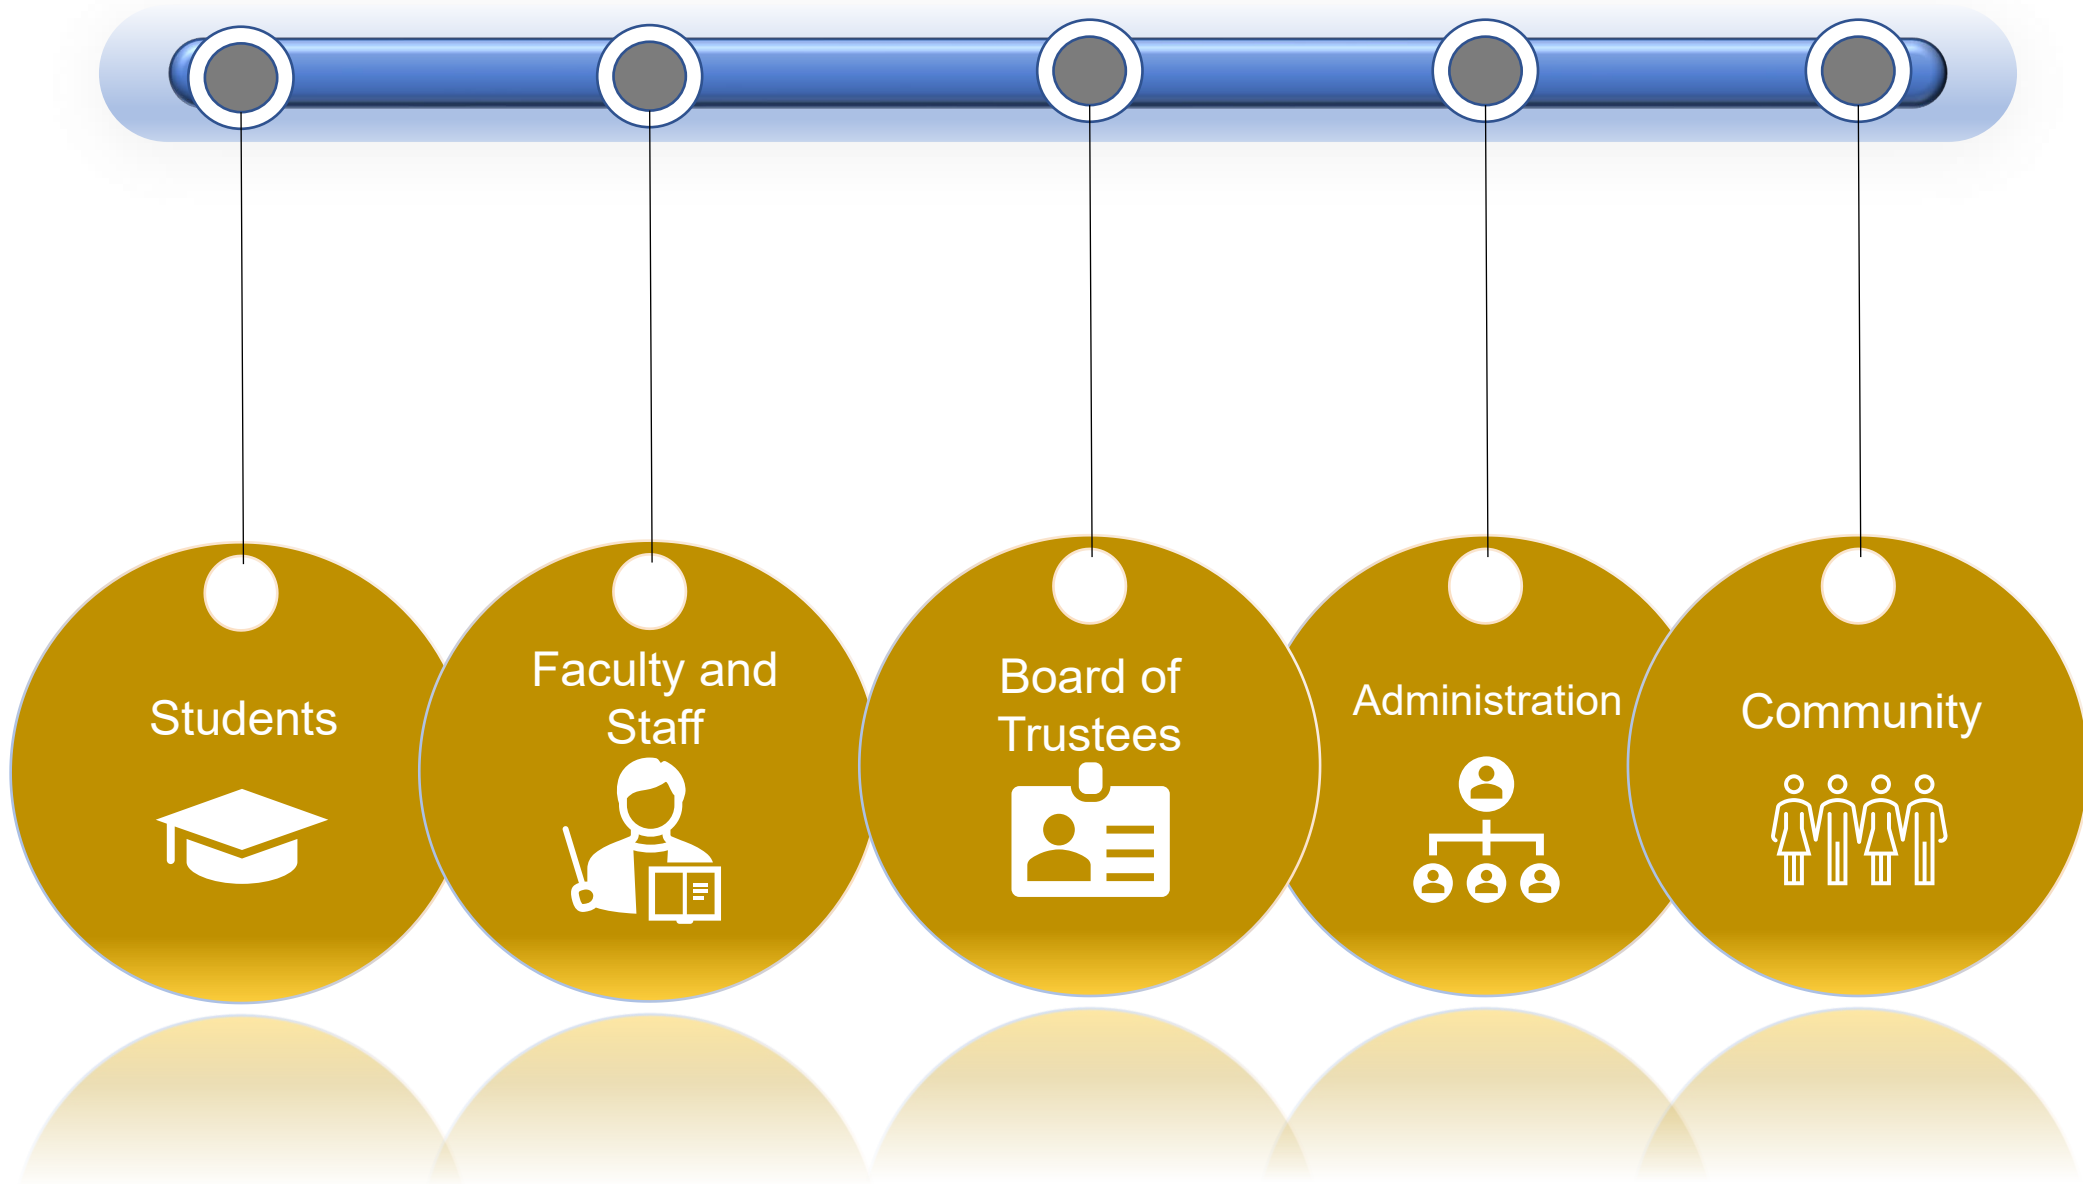 Students
Faculty and
Staff
Board of
Trustees
Administration
Community